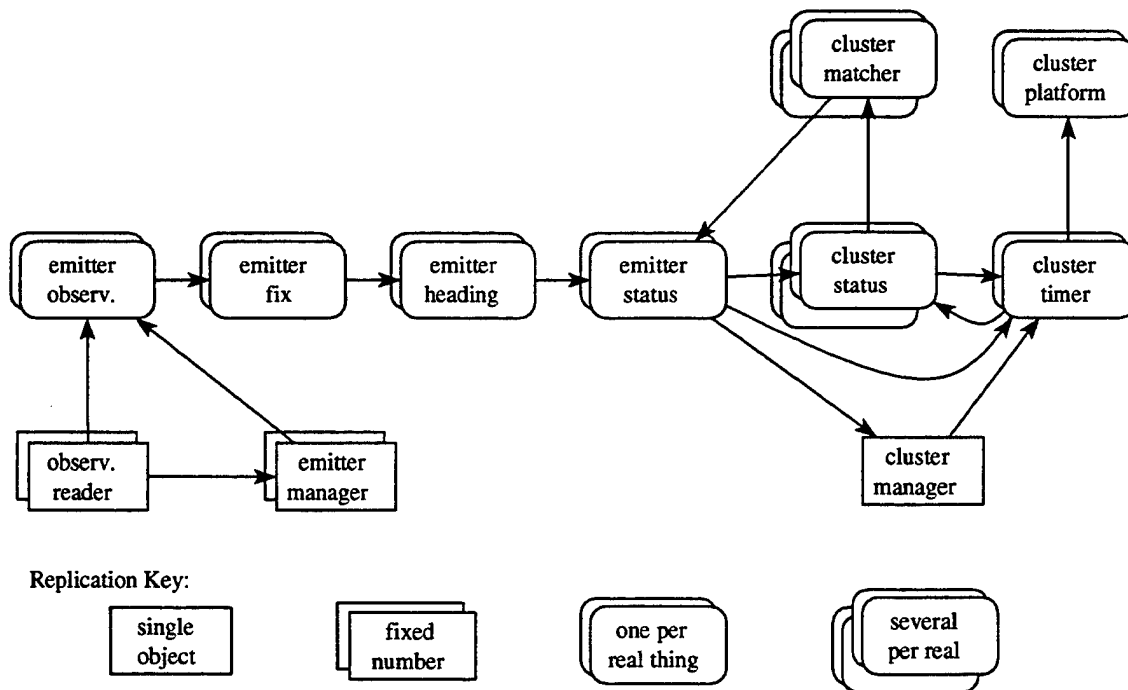 cluster
matcher
cluster
platform
emitter
observ.
emitter
fix
emitter
heading
emitter
status
cluster
status
cluster
timer
observ.
reader
emitter
manager
cluster
manager
Replication Key:
single
object
fixed
number
one per
real thing
several
per real